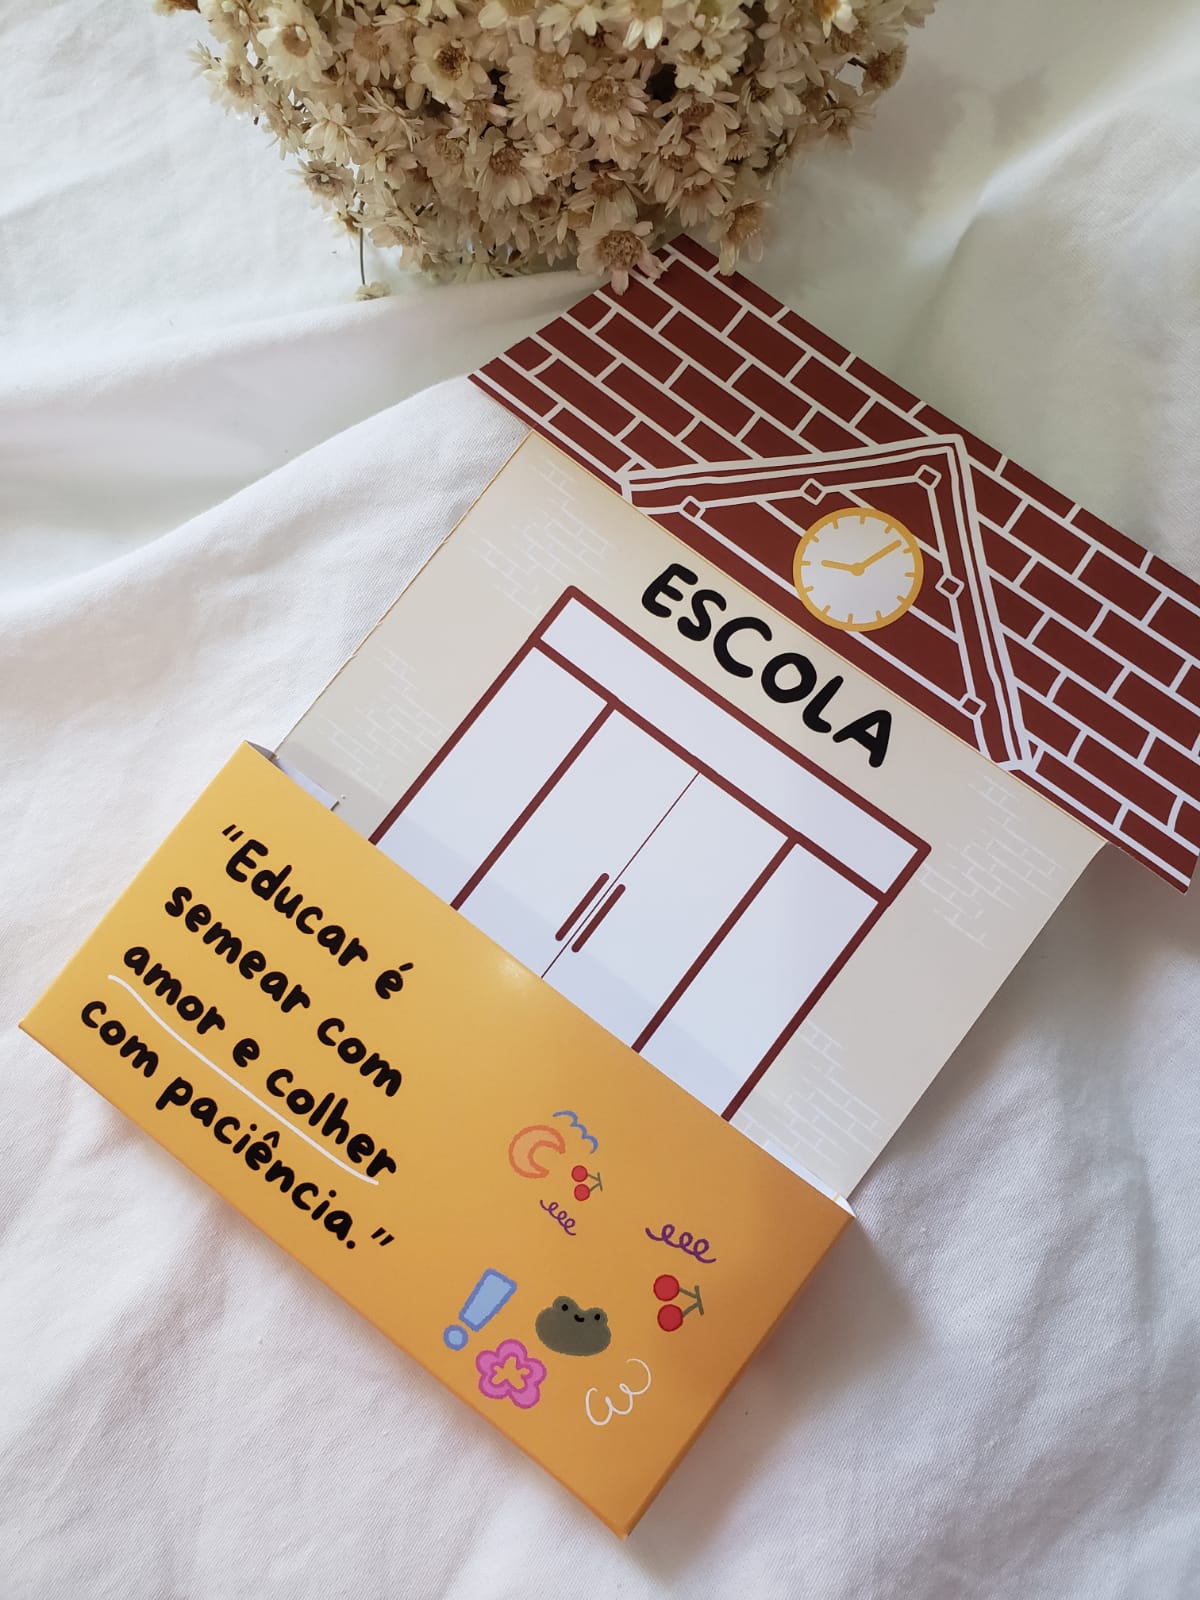 ESCOLA
"Educar é
semear com
amor e colher
com paciência."